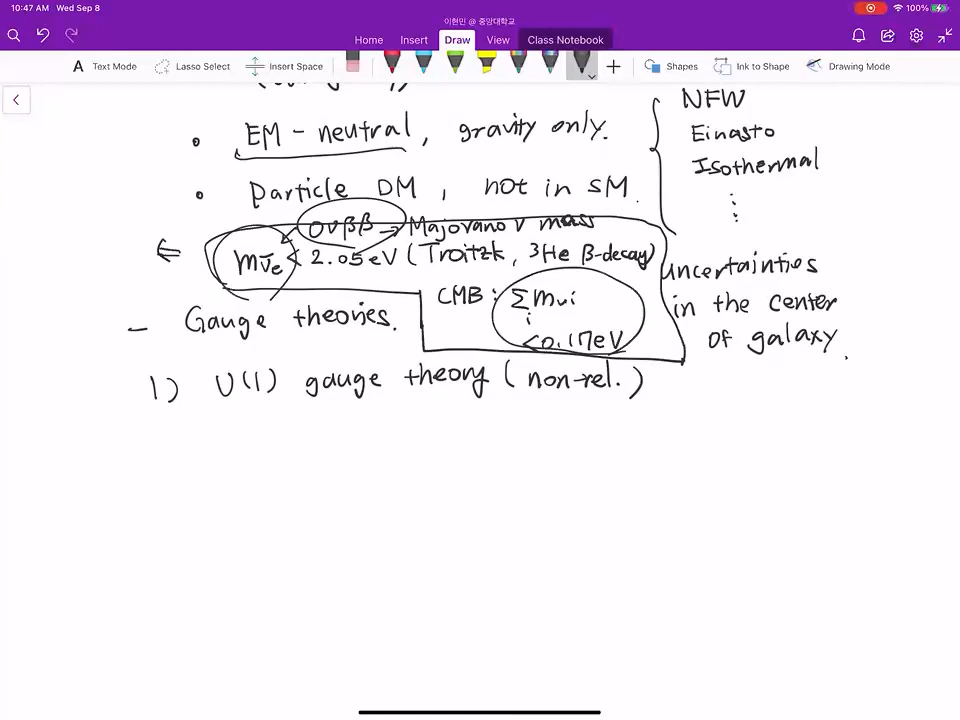 10:47 AM Wed Sep 8
100%
이현민 @ 중앙대학교
Home Insert Draw View Class Notebook
Text Mode Lasso Select Insert Space Shapes Ink to Shape Drawing Mode
• EM-neutral, gravity only.
• Particle DM, not in SM.
0νββ → Majorana ν mass
⇐ mν̄e < 2.05 eV (Troitzk, ³He β-decay)
CMB: Σi mνi
< 0.17eV
NFW
Einasto
Isothermal
⋮
uncertainties
in the center
of galaxy.
- Gauge theories.
1) U(1) gauge theory (non-rel.)